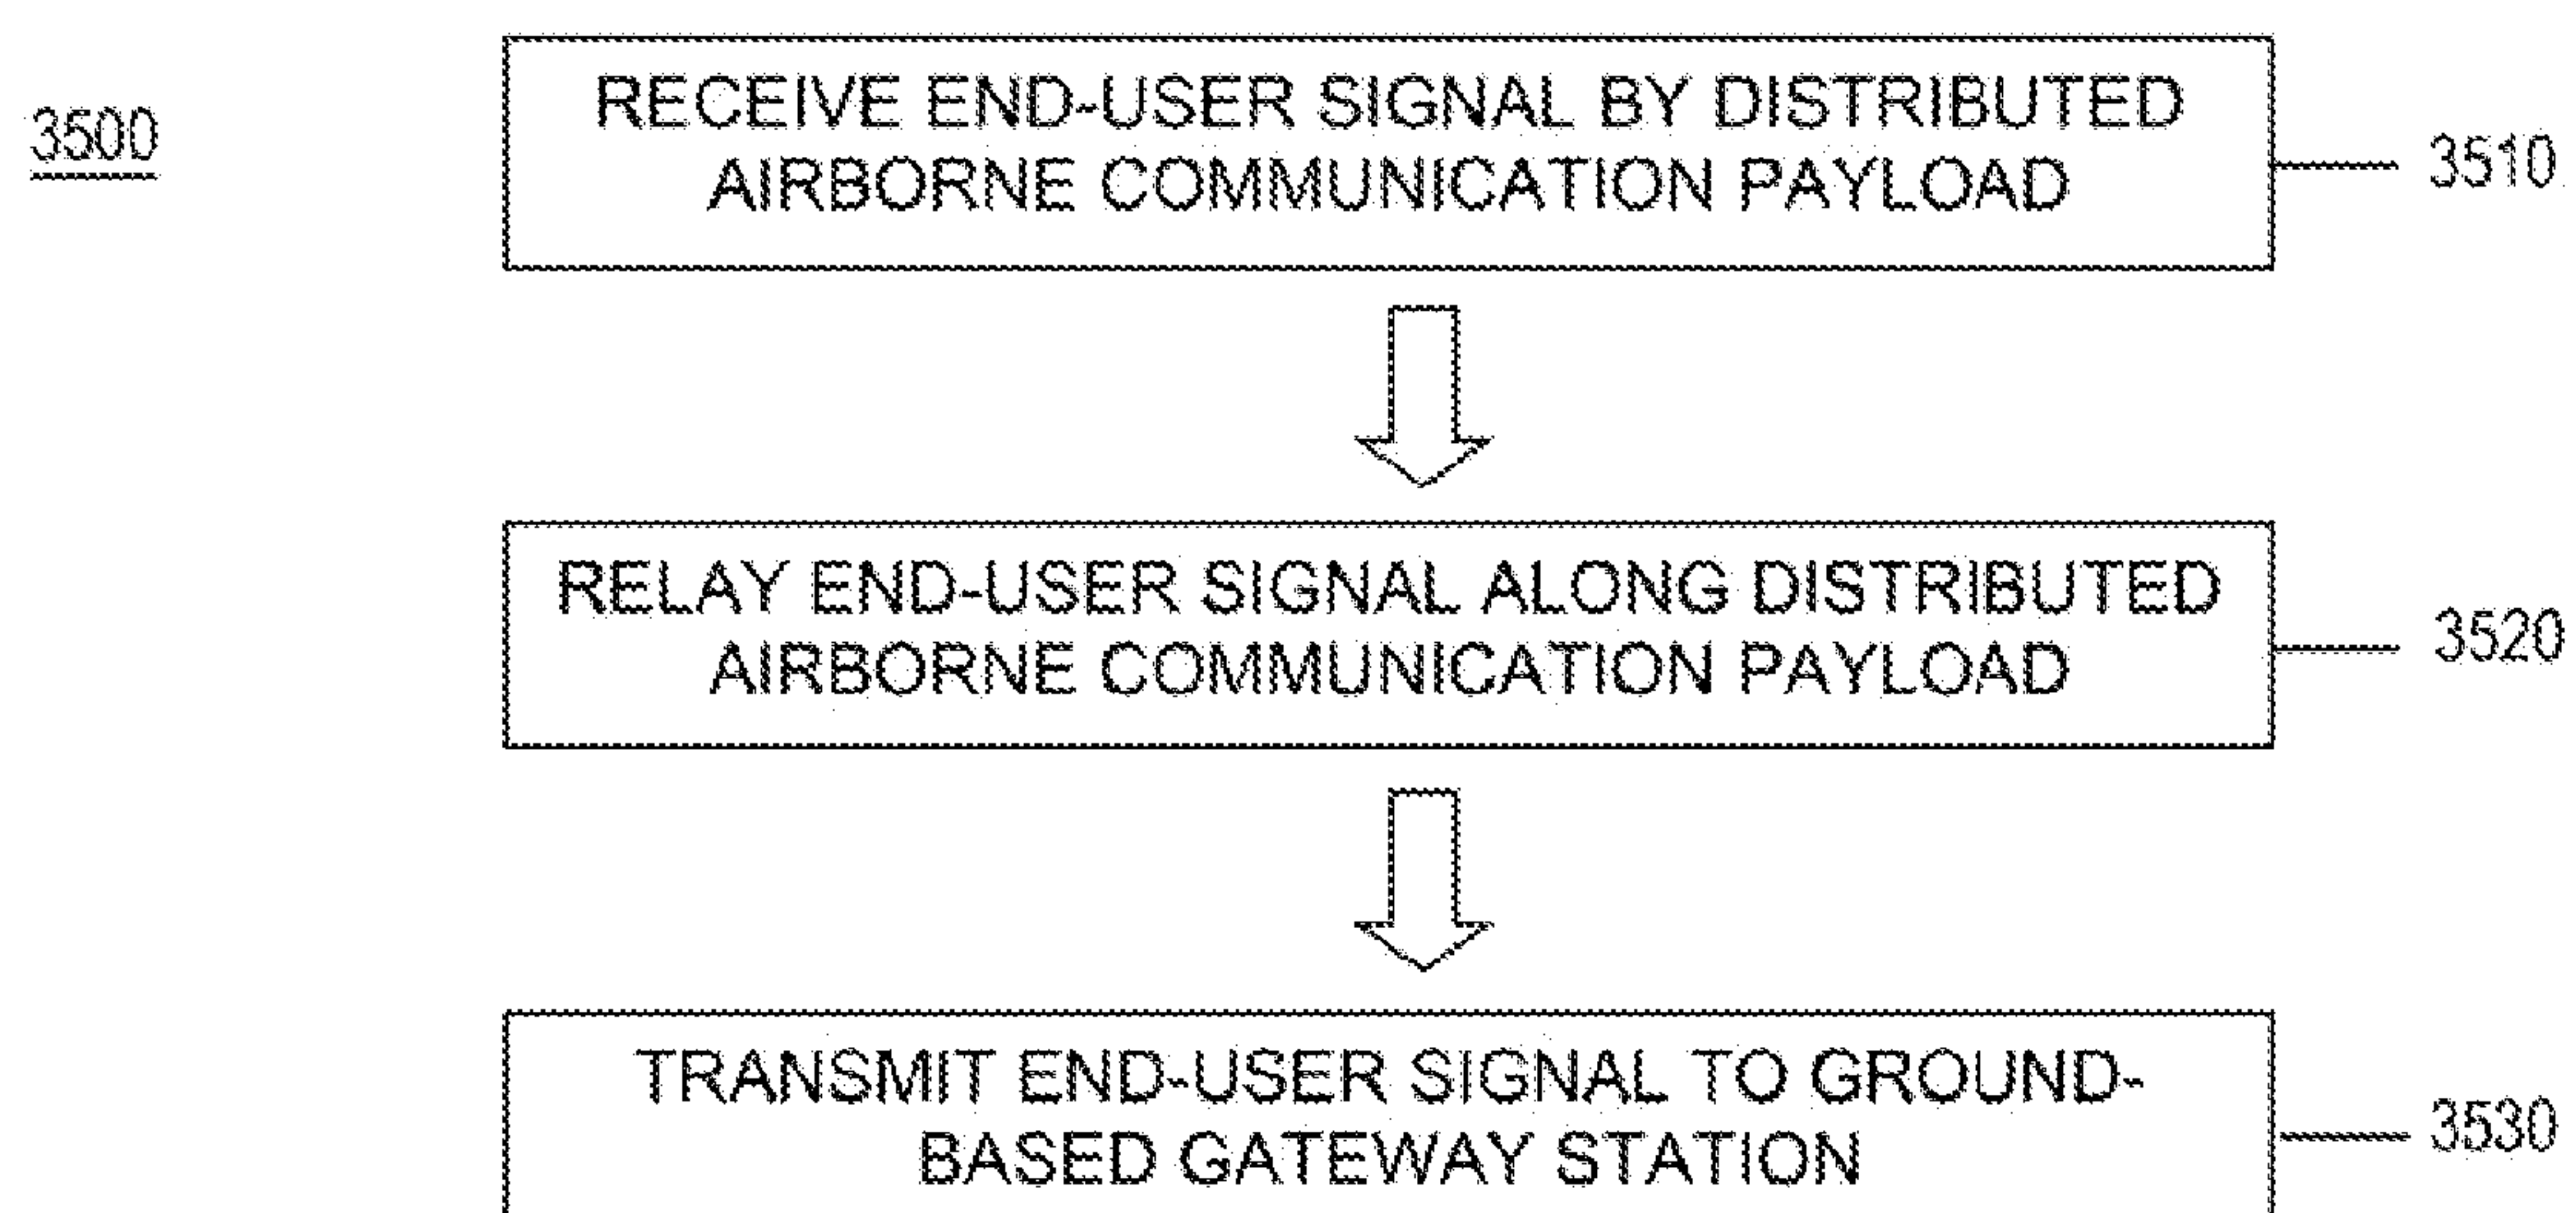 3500
RECEIVE END-USER SIGNAL BY DISTRIBUTED
AIRBORNE COMMUNICATION PAYLOAD
3510
RELAY END-USER SIGNAL ALONG DISTRIBUTED
AIRBORNE COMMUNICATION PAYLOAD
3520
TRANSMIT END-USER SIGNAL TO GROUND-
BASED GATEWAY STATION
3530